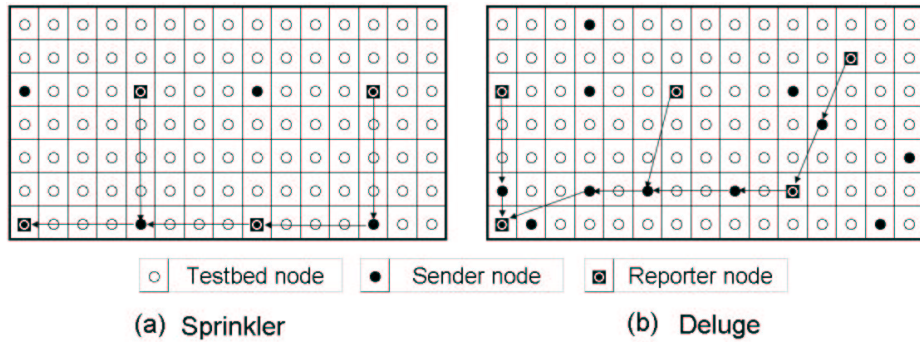 Testbed node
Sender node
Reporter node
(a) Sprinkler
(b) Deluge